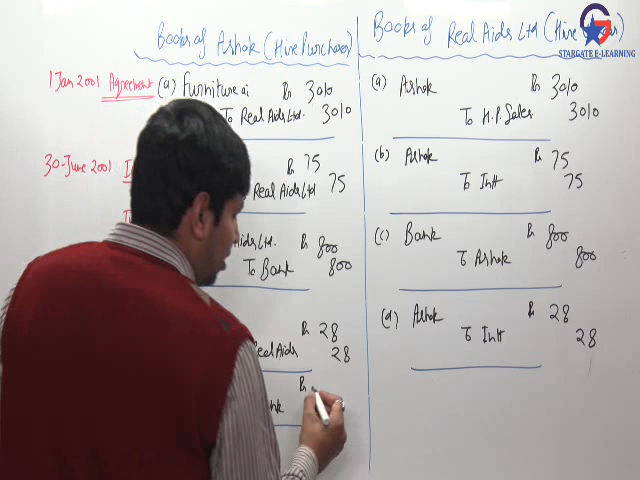 Books of Ashok (Hire Purchaser)
1 Jan 2001 Agreement (a) Furniture a/c Dr 3010
To Real Aids Ltd. 3010
30-June 2001
Dr 75
Real Aids Ltd 75
Aids Ltd. Dr 800
To Bank 800
Dr 28
Real Aids 28
Dr
Books of Real Aids Ltd (Hire
(a) Ashok Dr 3010
To H.P. Sales 3010
(b) Ashok Dr 75
To Intt 75
(c) Bank Dr 800
To Ashok 800
(d) Ashok Dr 28
To Intt 28
STARGATE E-LEARNING